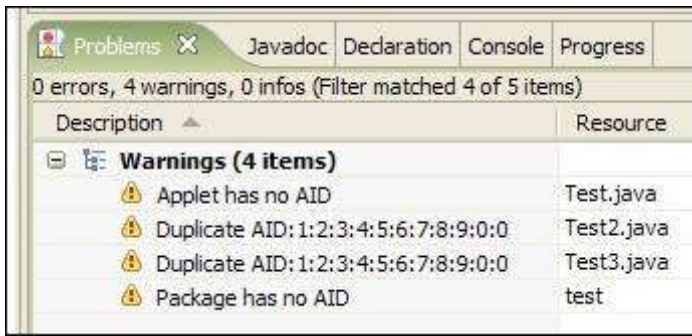 Problems Javadoc Declaration Console Progress
0 errors, 4 warnings, 0 infos (Filter matched 4 of 5 items)
Description Resource
Warnings (4 items)
Applet has no AID Test.java
Duplicate AID:1:2:3:4:5:6:7:8:9:0:0 Test2.java
Duplicate AID:1:2:3:4:5:6:7:8:9:0:0 Test3.java
Package has no AID test